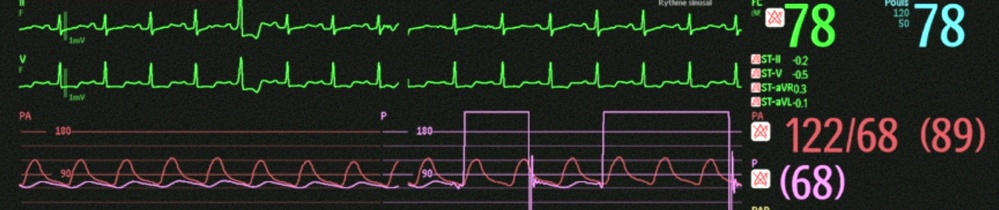 II
Rythme sinusal
FC
Pouls
F
78
120
50
78
1mV
V
F
1mV
ST-II -0.2
ST-V -0.5
ST-aVR 0.3
ST-aVL -0.1
PA
P
PA
180
180
122/68 (89)
90
90
P
(68)